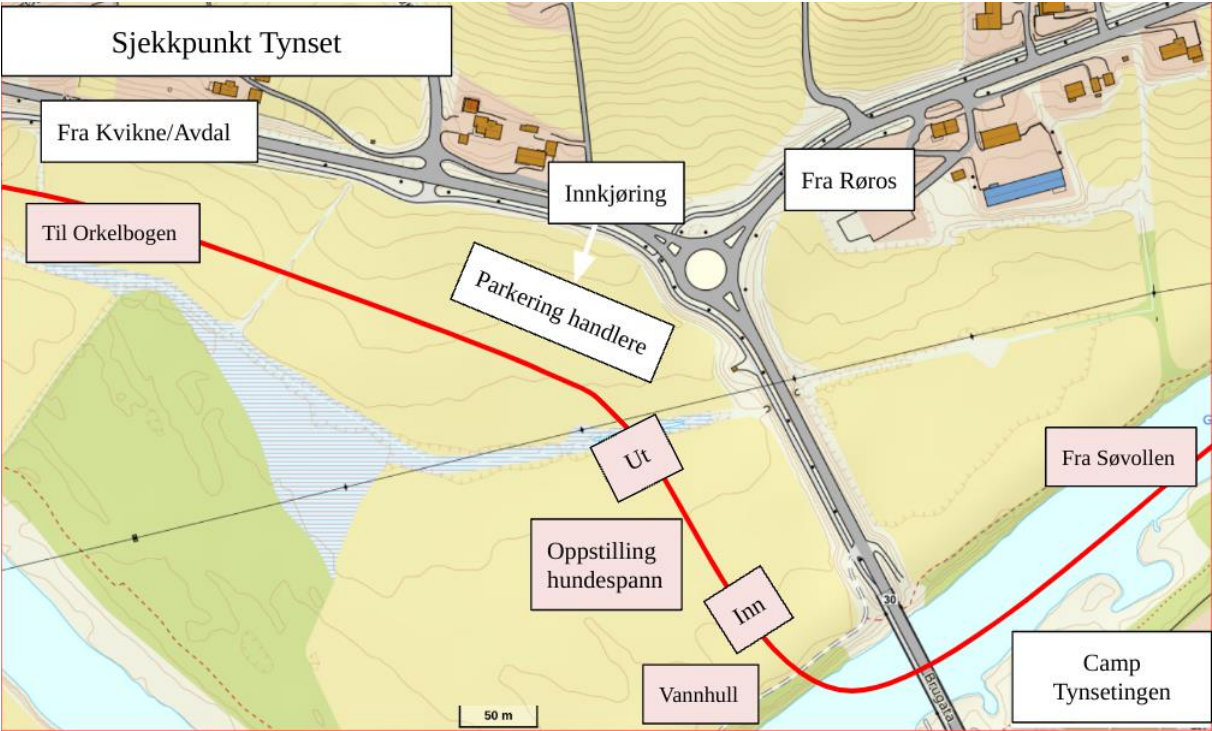 Sjekkpunkt Tynset
Fra Kvikne/Avdal
Innkjøring
Fra Røros
Til Orkelbogen
Parkering handlere
Ut
Fra Søvollen
Oppstilling
hundespann
Inn
30
Camp
Tynsetingen
Vannhull
Brugata
50 m
G